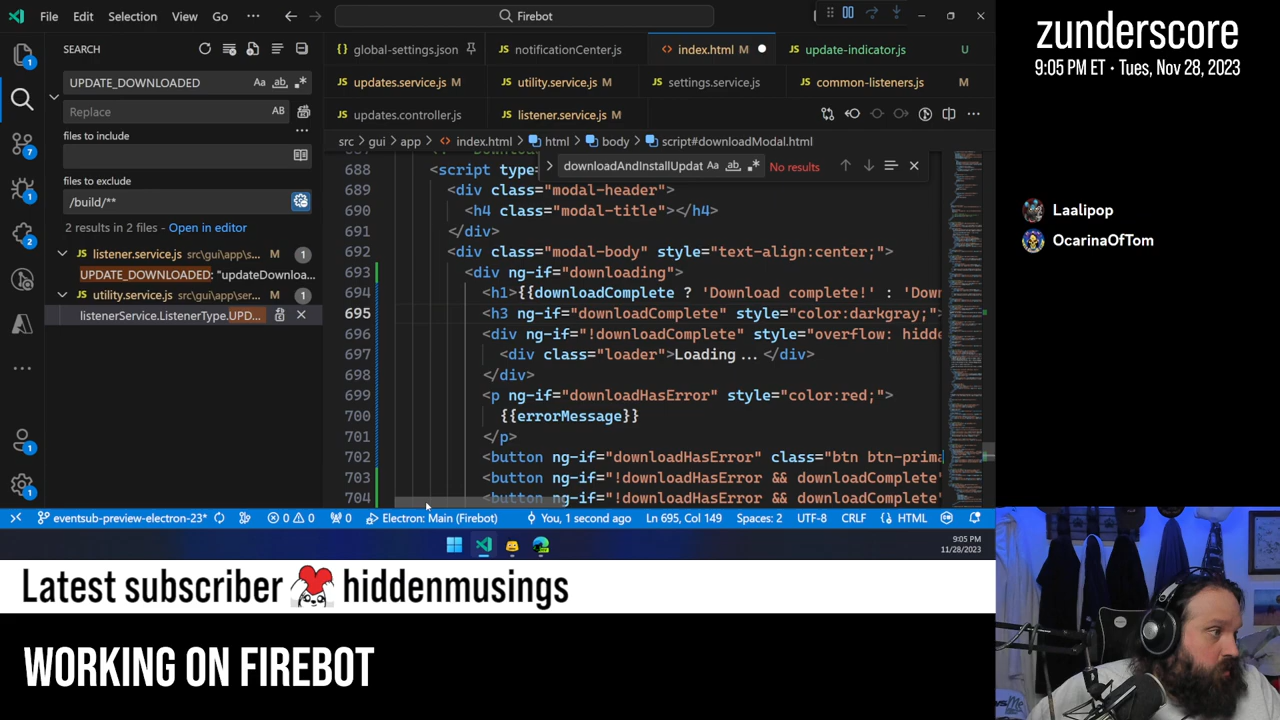 File Edit Selection View Go ··· Firebot
SEARCH
UPDATE_DOWNLOADED Aa ab .*
Replace AB
files to include
files to exclude
/build/**
2 results in 2 files - Open in editor
listener.service.js src\gui\app\s... M 1
UPDATE_DOWNLOADED: "updateDownloa...
utility.service.js src\gui\app\ser... 1
listenerService.ListenerType.UPD...
global-settings.json notificationCenter.js index.html M update-indicator.js U
updates.service.js M utility.service.js M settings.service.js common-listeners.js M
updates.controller.js listener.service.js M
src > gui > app > index.html > html > body > script#downloadModal.html
downloadAndInstallUpdat Aa ab .* No results
688 <script type
689 <div class="modal-header">
690 <h4 class="modal-title"></h4>
691 </div>
692 <div class="modal-body" style="text-align:center;">
<div ng-if="downloading">
<h1>{{downloadComplete ? 'Download complete!' : 'Dow
695 <h3 ng-if="downloadComplete" style="color:darkgray;">
696 <div ng-if="!downloadComplete" style="overflow: hidde
697 <div class="loader">Loading ... </div>
698 </div>
699 <p ng-if="downloadHasError" style="color:red;">
700 {{errorMessage}}
701 </p>
702 <button ng-if="downloadHasError" class="btn btn-prima
703 <button ng-if="!downloadHasError && downloadComplete"
704 <button ng-if="!downloadHasError && downloadComplete"
eventsub-preview-electron-23* 0 0 0 Electron: Main (Firebot) You, 1 second ago Ln 695, Col 149 Spaces: 2 UTF-8 CRLF HTML
9:05 PM
11/28/2023
zunderscore
9:05 PM ET • Tues, Nov 28, 2023
Laalipop
OcarinaOfTom
Latest subscriber hiddenmusings
WORKING ON FIREBOT